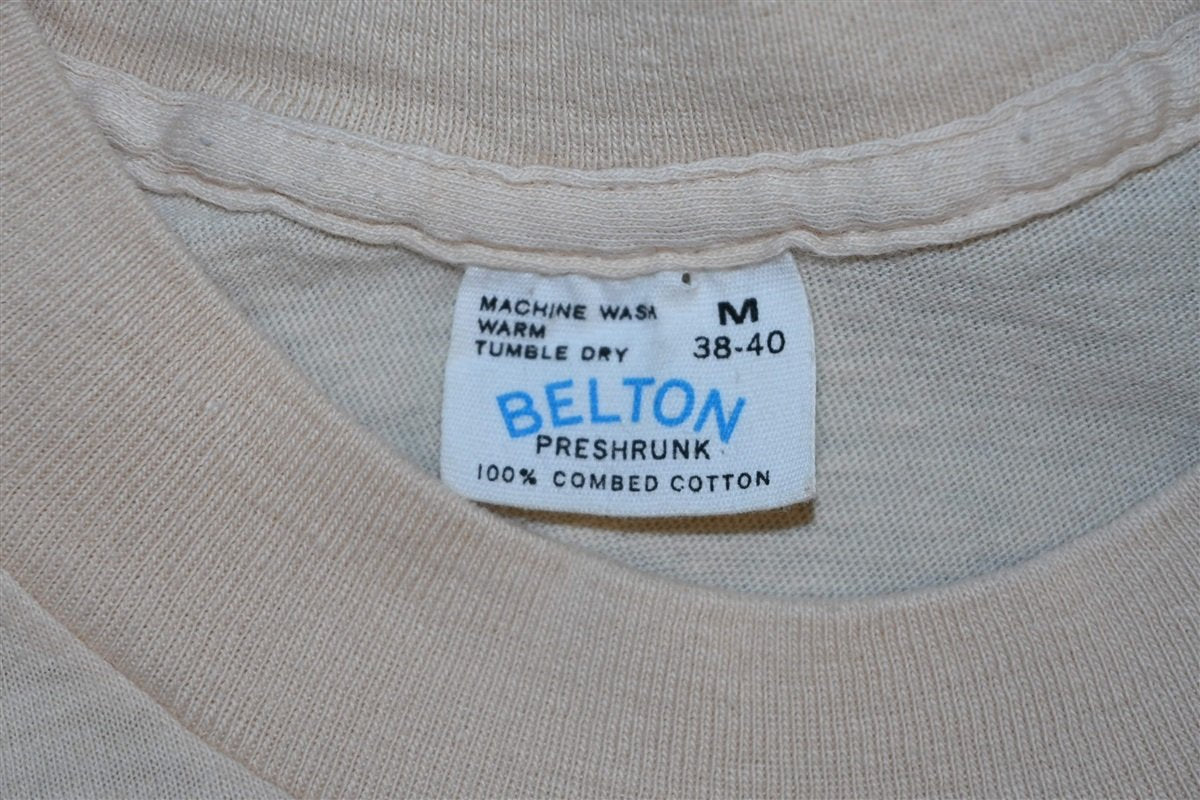 MACHINE WASH
WARM
TUMBLE DRY
M
38-40
BELTON
PRESHRUNK
100% COMBED COTTON